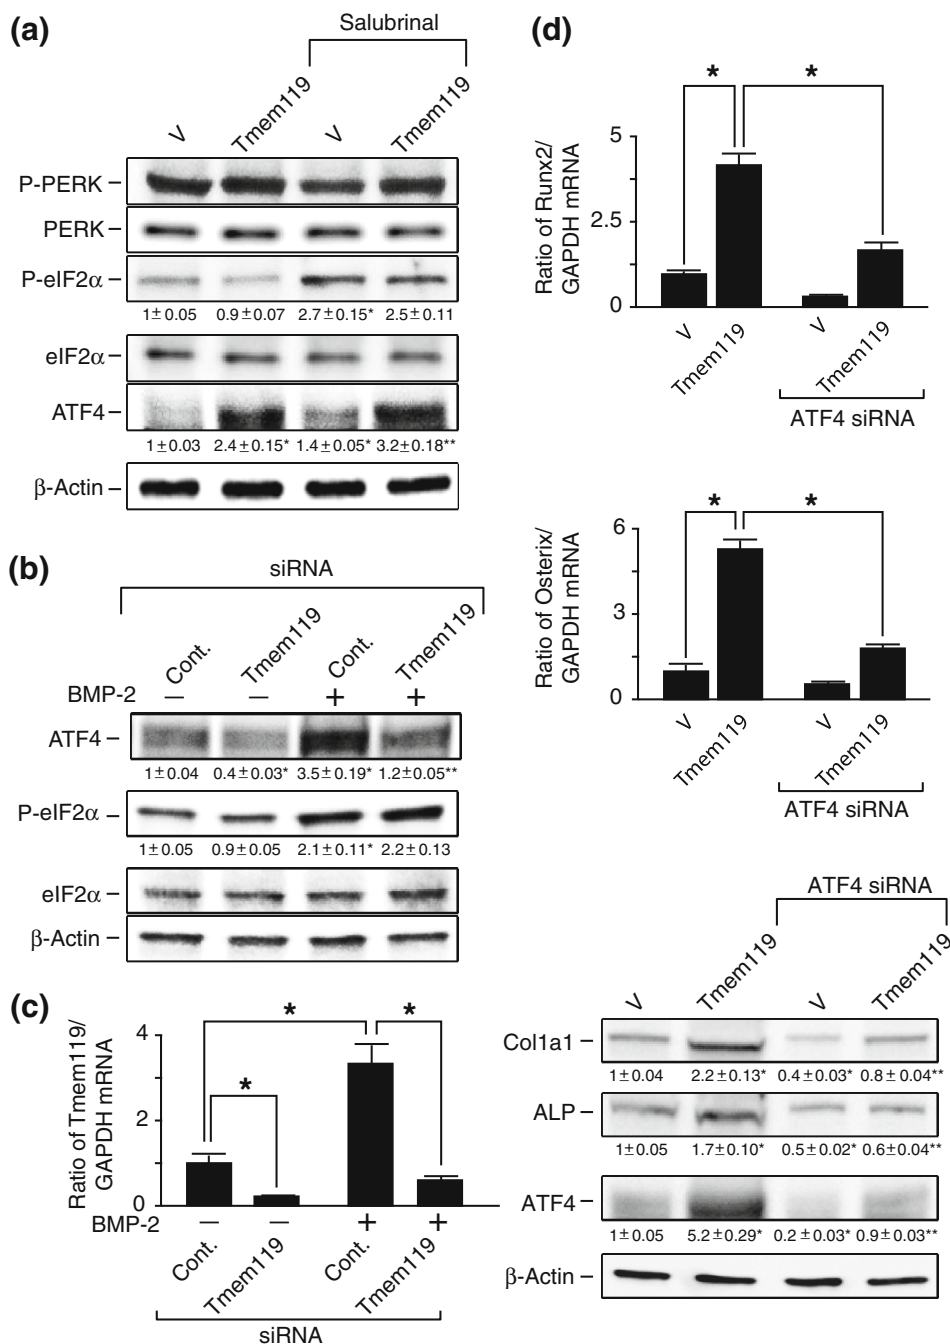 (a)
Salubrinal
V Tmem119 V Tmem119
P-PERK
PERK
P-eIF2α
1±0.05 0.9±0.07 2.7±0.15* 2.5±0.11
eIF2α
ATF4
1±0.03 2.4±0.15* 1.4±0.05* 3.2±0.18**
β-Actin
(b)
siRNA
Cont. Tmem119 Cont. Tmem119
BMP-2 − − + +
ATF4
1±0.04 0.4±0.03* 3.5±0.19* 1.2±0.05**
P-eIF2α
1±0.05 0.9±0.05 2.1±0.11* 2.2±0.13
eIF2α
β-Actin
(c)
Ratio of Tmem119/
GAPDH mRNA
4
2
0
* * *
BMP-2 − − + +
Cont. Tmem119 Cont. Tmem119
siRNA
(d)
* *
Ratio of Runx2/
GAPDH mRNA
5
2.5
0
V Tmem119 V Tmem119
ATF4 siRNA
* *
Ratio of Osterix/
GAPDH mRNA
6
3
0
V Tmem119 V Tmem119
ATF4 siRNA
ATF4 siRNA
V Tmem119 V Tmem119
Col1a1
1±0.04 2.2±0.13* 0.4±0.03* 0.8±0.04**
ALP
1±0.05 1.7±0.10* 0.5±0.02* 0.6±0.04**
ATF4
1±0.05 5.2±0.29* 0.2±0.03* 0.9±0.03**
β-Actin